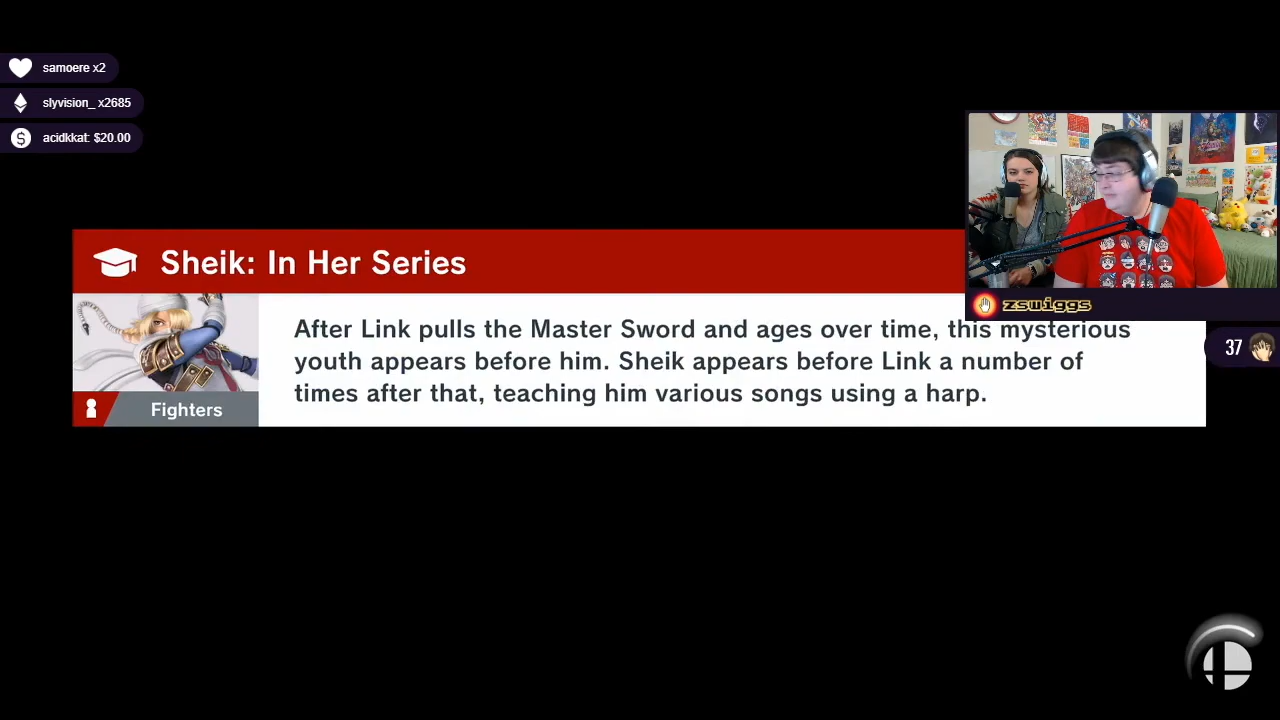 samoere x2
slyvision_ x2685
acidkkat: $20.00
Sheik: In Her Series
After Link pulls the Master Sword and ages over time, this mysterious
youth appears before him. Sheik appears before Link a number of
times after that, teaching him various songs using a harp.
Fighters
zswiggs
37